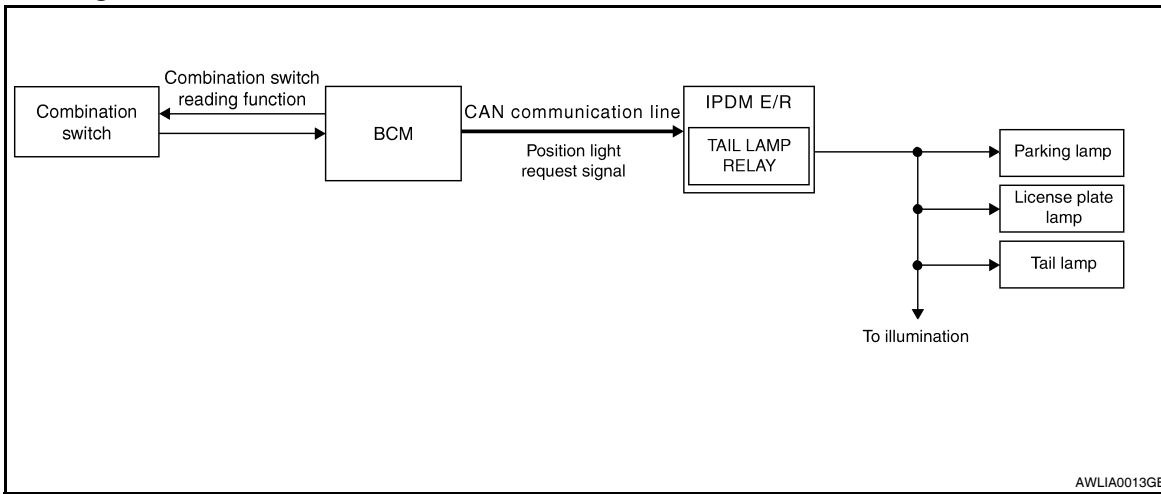 Combination switch
reading function
Combination
switch
BCM
CAN communication line
Position light
request signal
IPDM E/R
TAIL LAMP
RELAY
Parking lamp
License plate
lamp
Tail lamp
To illumination